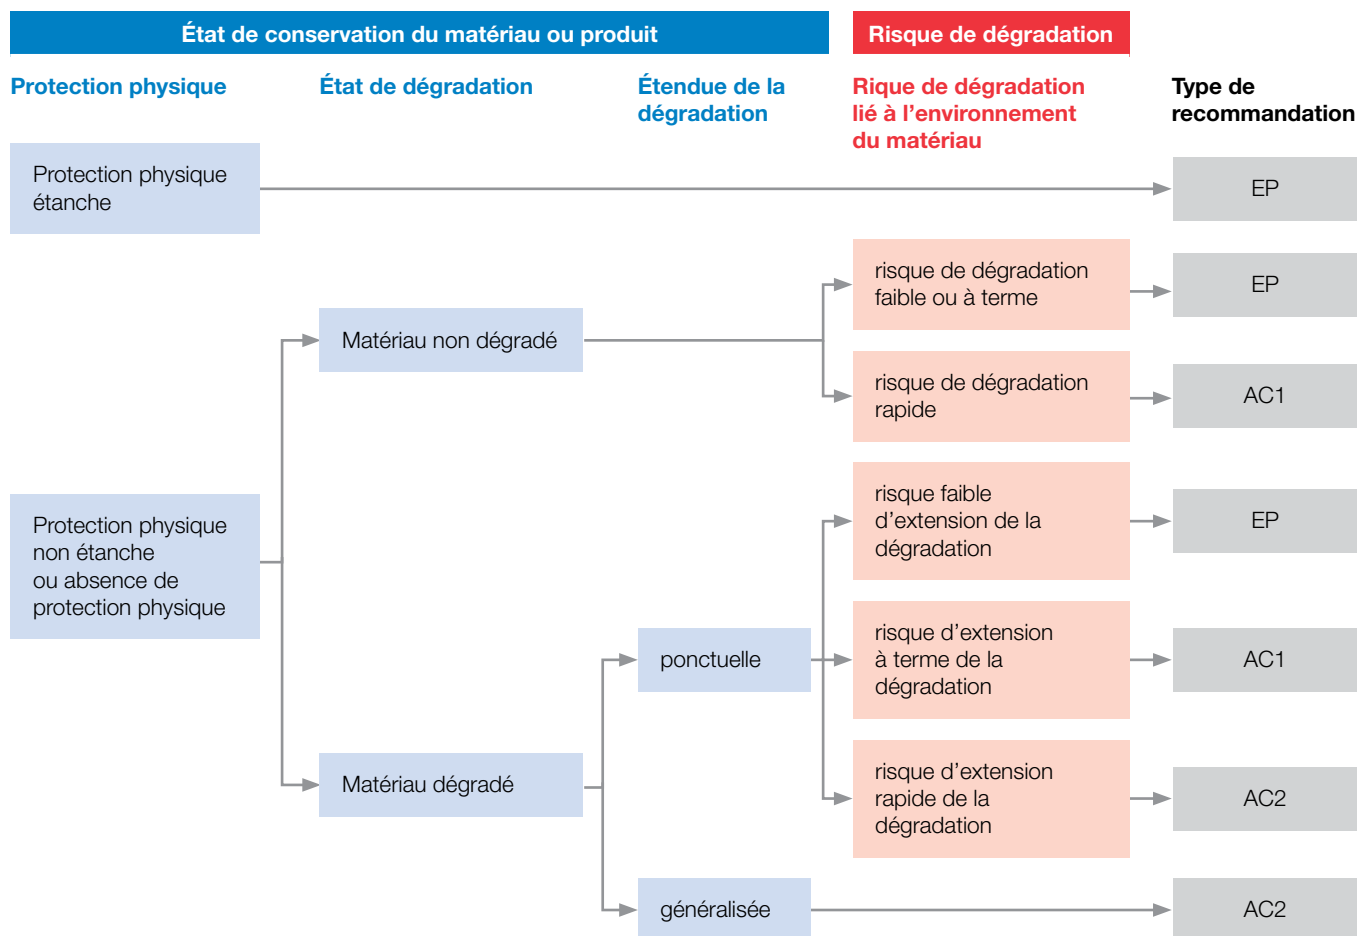 État de conservation du matériau ou produit
Risque de dégradation
Protection physique
État de dégradation
Étendue de la
dégradation
Rique de dégradation
lié à l’environnement
du matériau
Type de
recommandation
Protection physique
étanche
EP
risque de dégradation
faible ou à terme
EP
Matériau non dégradé
risque de dégradation
rapide
AC1
Protection physique
non étanche
ou absence de
protection physique
risque faible
d’extension de la
dégradation
EP
ponctuelle
risque d’extension
à terme de la
dégradation
AC1
Matériau dégradé
risque d’extension
rapide de la
dégradation
AC2
généralisée
AC2